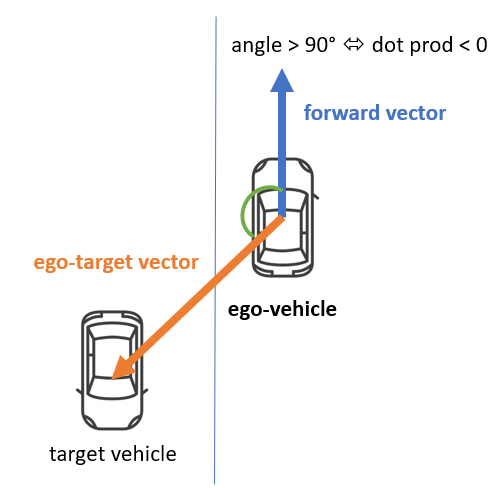 angle > 90° ⇔ dot prod < 0
forward vector
ego-target vector
ego-vehicle
target vehicle